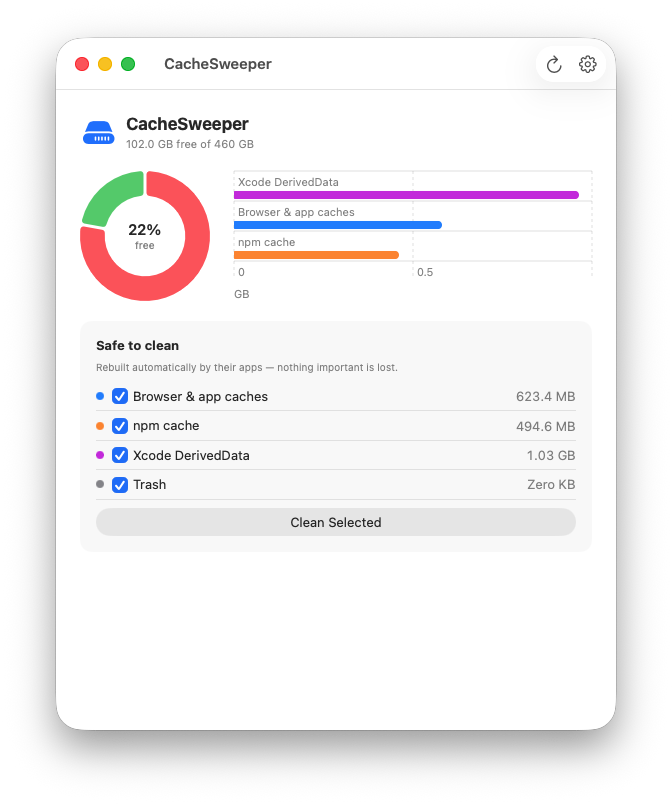 CacheSweeper
CacheSweeper
102.0 GB free of 460 GB
22%
free
Xcode DerivedData
Browser & app caches
npm cache
0 0.5
GB
Safe to clean
Rebuilt automatically by their apps — nothing important is lost.
Browser & app caches 623.4 MB
npm cache 494.6 MB
Xcode DerivedData 1.03 GB
Trash Zero KB
Clean Selected